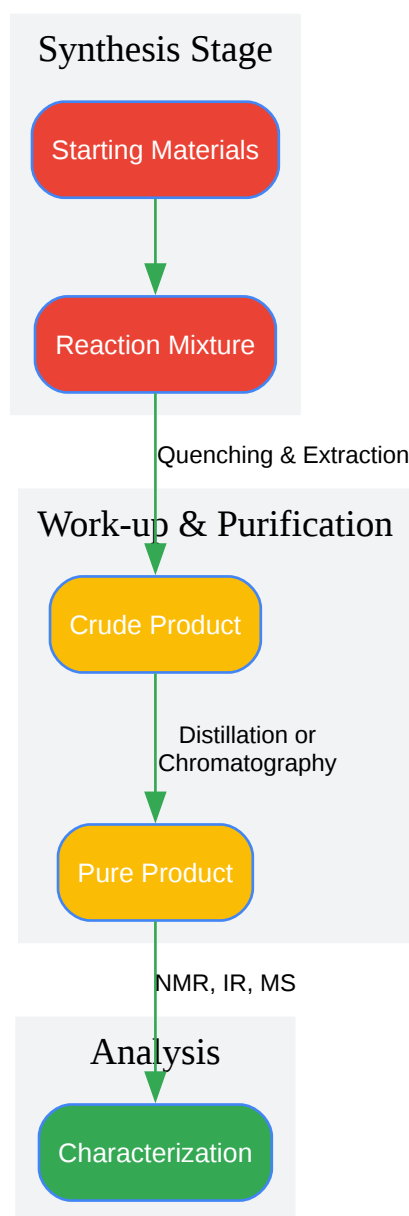 Synthesis Stage
Starting Materials
Reaction Mixture
Quenching & Extraction
Work-up & Purification
Crude Product
Distillation or
Chromatography
Pure Product
NMR, IR, MS
Analysis
Characterization